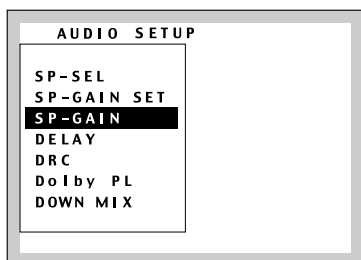 AUDIO SETUP
SP-SEL
SP-GAIN SET
SP-GAIN
DELAY
DRC
Dolby PL
DOWN MIX